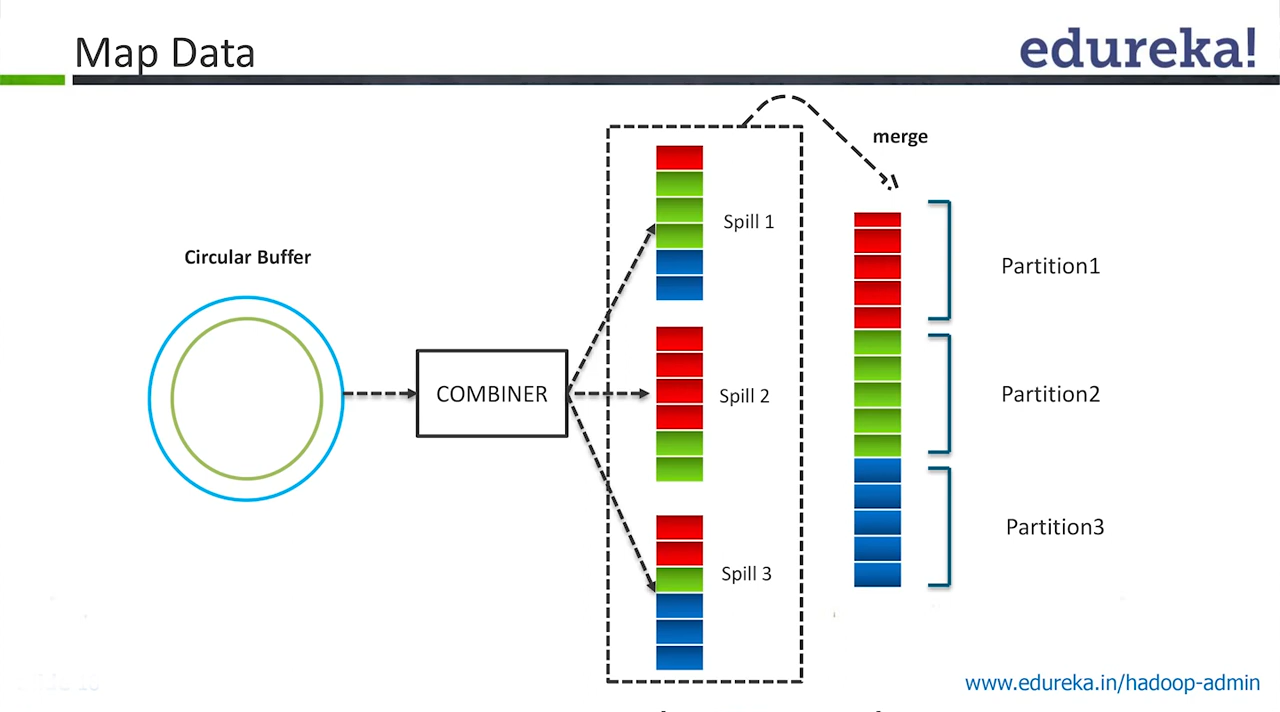 Map Data
edureka!
merge
Circular Buffer
COMBINER
Spill 1
Spill 2
Spill 3
Partition1
Partition2
Partition3
www.edureka.in/hadoop-admin